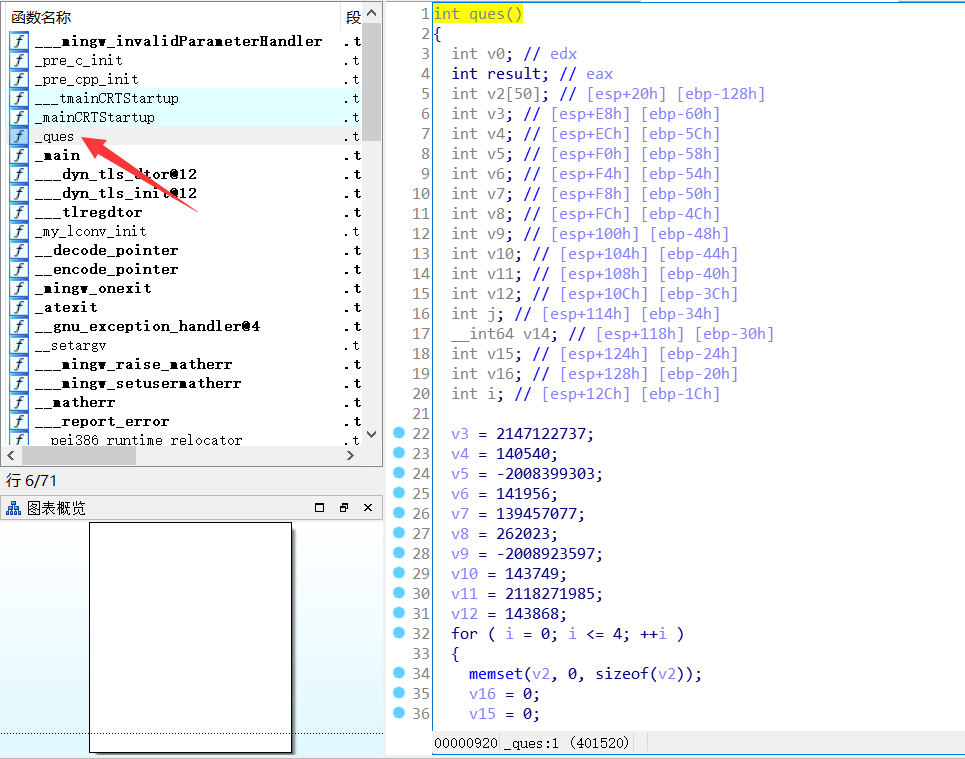 函数名称 段
f ___mingw_invalidParameterHandler .t
f _pre_c_init .t
f _pre_cpp_init .t
f ___tmainCRTStartup .t
f _mainCRTStartup .t
f _ques .t
f _main .t
f ___dyn_tls_dtor@12 .t
f ___dyn_tls_init@12 .t
f ___tlregdtor .t
f _my_lconv_init .t
f __decode_pointer .t
f __encode_pointer .t
f _mingw_onexit .t
f _atexit .t
f __gnu_exception_handler@4 .t
f __setargv .t
f ___mingw_raise_matherr .t
f ___mingw_setusermatherr .t
f __matherr .t
f ___report_error .t
f __pei386_runtime_relocator .t
行 6/71
图表概览
1 int ques()
2 {
3 int v0; // edx
4 int result; // eax
5 int v2[50]; // [esp+20h] [ebp-128h]
6 int v3; // [esp+E8h] [ebp-60h]
7 int v4; // [esp+ECh] [ebp-5Ch]
8 int v5; // [esp+F0h] [ebp-58h]
9 int v6; // [esp+F4h] [ebp-54h]
10 int v7; // [esp+F8h] [ebp-50h]
11 int v8; // [esp+FCh] [ebp-4Ch]
12 int v9; // [esp+100h] [ebp-48h]
13 int v10; // [esp+104h] [ebp-44h]
14 int v11; // [esp+108h] [ebp-40h]
15 int v12; // [esp+10Ch] [ebp-3Ch]
16 int j; // [esp+114h] [ebp-34h]
17 __int64 v14; // [esp+118h] [ebp-30h]
18 int v15; // [esp+124h] [ebp-24h]
19 int v16; // [esp+128h] [ebp-20h]
20 int i; // [esp+12Ch] [ebp-1Ch]
21
22 v3 = 2147122737;
23 v4 = 140540;
24 v5 = -2008399303;
25 v6 = 141956;
26 v7 = 139457077;
27 v8 = 262023;
28 v9 = -2008923597;
29 v10 = 143749;
30 v11 = 2118271985;
31 v12 = 143868;
32 for ( i = 0; i <= 4; ++i )
33 {
34 memset(v2, 0, sizeof(v2));
35 v16 = 0;
36 v15 = 0;
00000920 _ques:1 (401520)